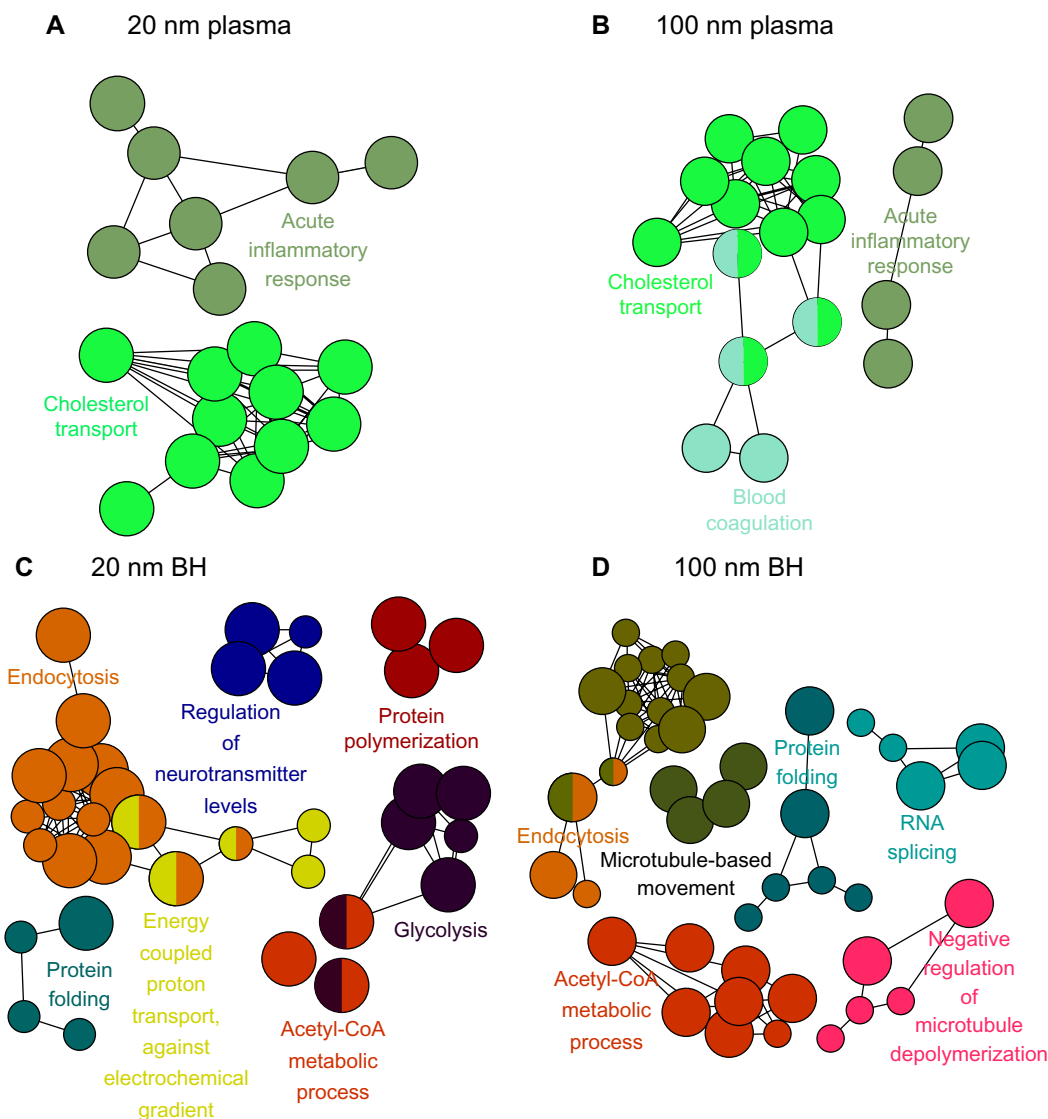 A 20 nm plasma
Acute
inflammatory
response
Cholesterol
transport
B 100 nm plasma
Acute
inflammatory
response
Cholesterol
transport
Blood
coagulation
C 20 nm BH
Endocytosis
Regulation
of
neurotransmitter
levels
Protein
polymerization
Glycolysis
Protein
folding
Energy
coupled
proton
transport,
against
electrochemical
gradient
Acetyl-CoA
metabolic
process
D 100 nm BH
Protein
folding
RNA
splicing
Endocytosis
Microtubule-based
movement
Acetyl-CoA
metabolic
process
Negative
regulation
of
microtubule
depolymerization